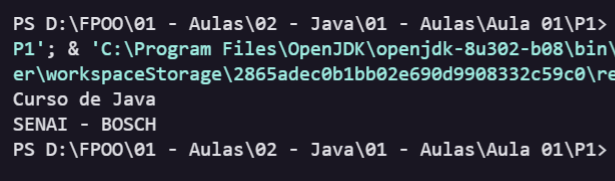 PS D:\FPOO\01 - Aulas\02 - Java\01 - Aulas\Aula 01\P1>
P1'; & 'C:\Program Files\OpenJDK\openjdk-8u302-b08\bin\
er\workspaceStorage\2865adec0b1bb02e690d9908332c59c0\re
Curso de Java
SENAI - BOSCH
PS D:\FPOO\01 - Aulas\02 - Java\01 - Aulas\Aula 01\P1>